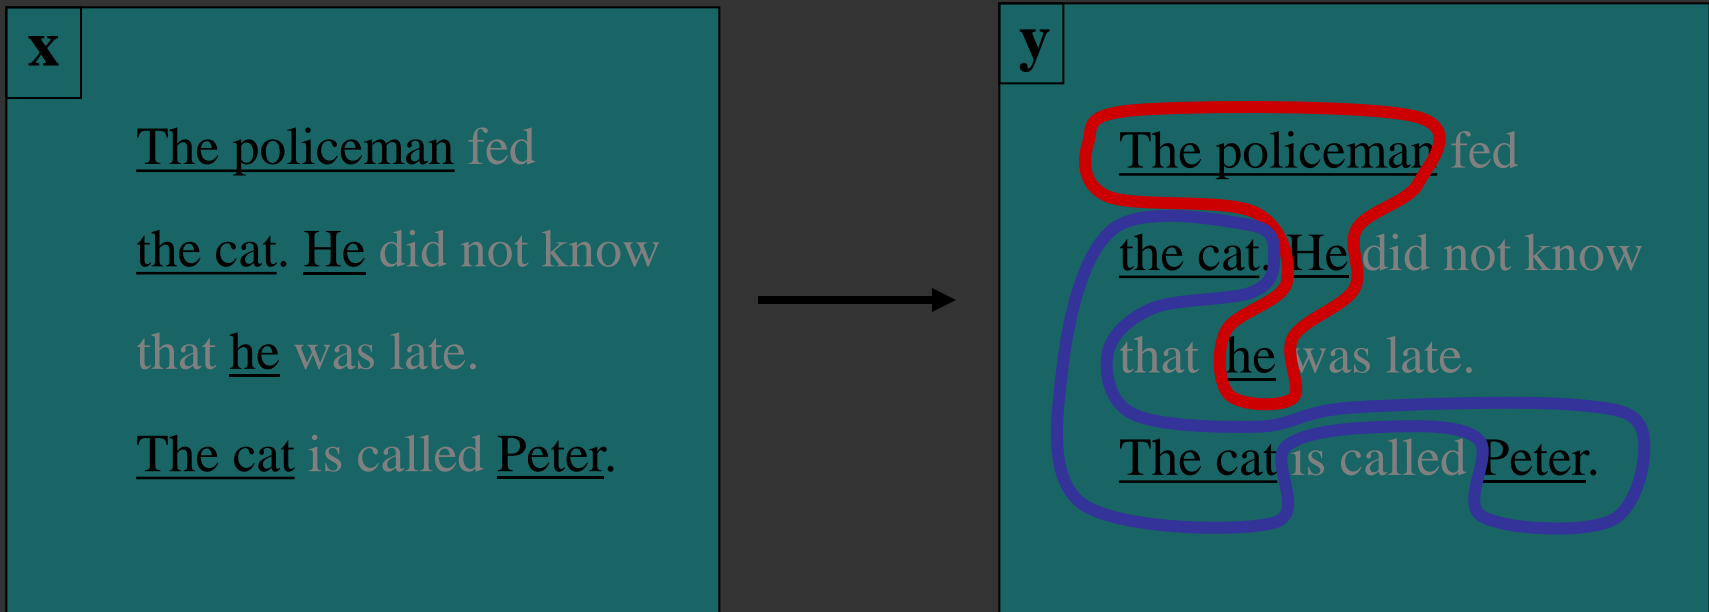 x
The policeman fed
the cat. He did not know
that he was late.
The cat is called Peter.
y
The policeman fed
the cat. He did not know
that he was late.
The cat is called Peter.